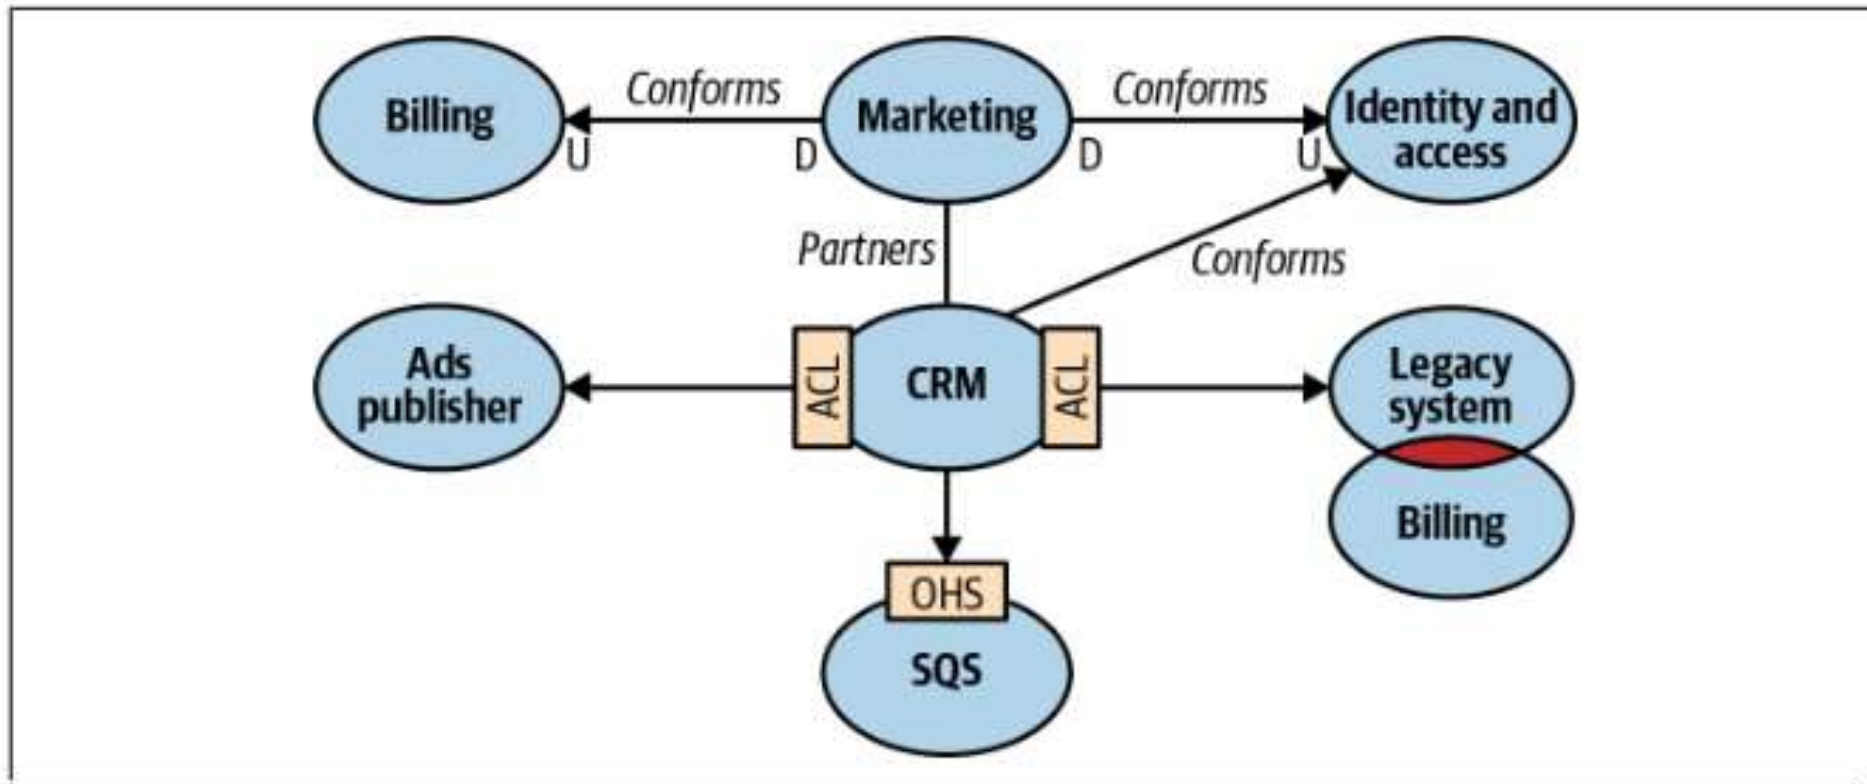 Billing
Conforms
U
D
Marketing
Conforms
D
U
Identity and
access
Partners
Conforms
Ads
publisher
ACL
CRM
ACL
Legacy
system
Billing
OHS
SQS